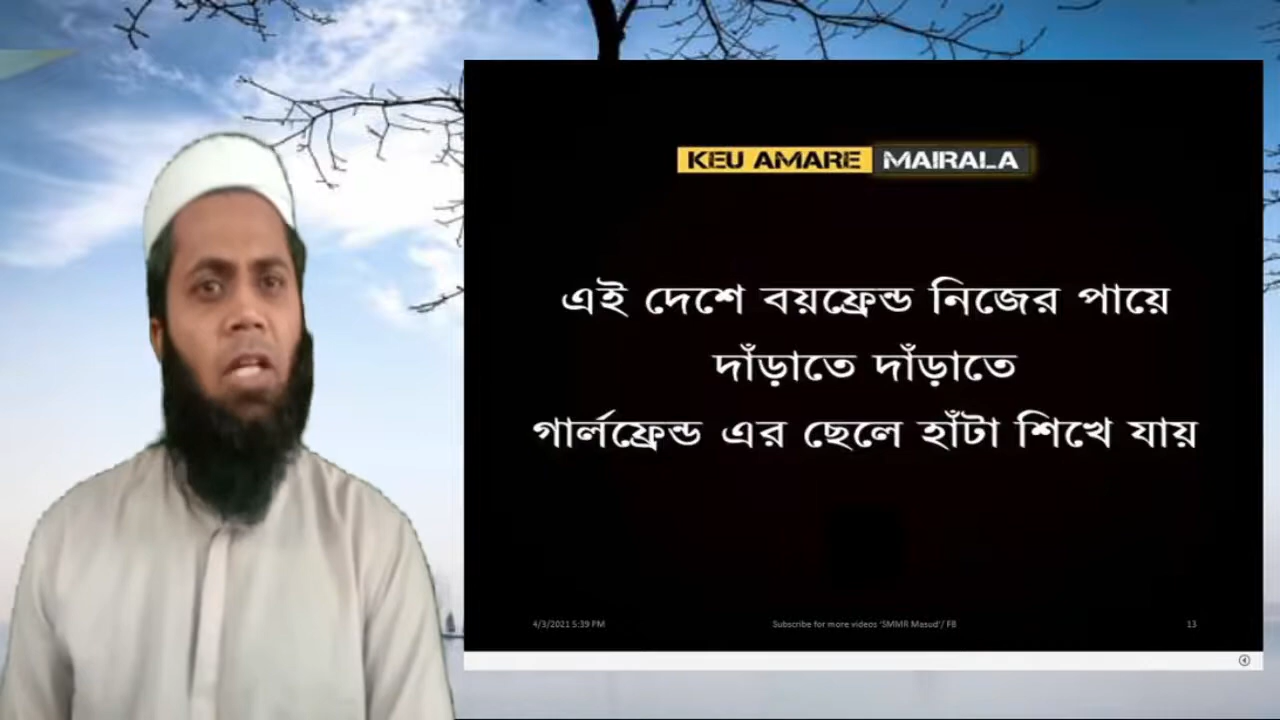 KEU AMARE MAIRALA
এই দেশে বয়ফ্রেন্ড নিজের পায়ে
দাঁড়াতে দাঁড়াতে
গার্লফ্রেন্ড এর ছেলে হাঁটা শিখে যায়
4/3/2021 5:39 PM Subscribe for more videos 'SMMR Masud'/ FB 13